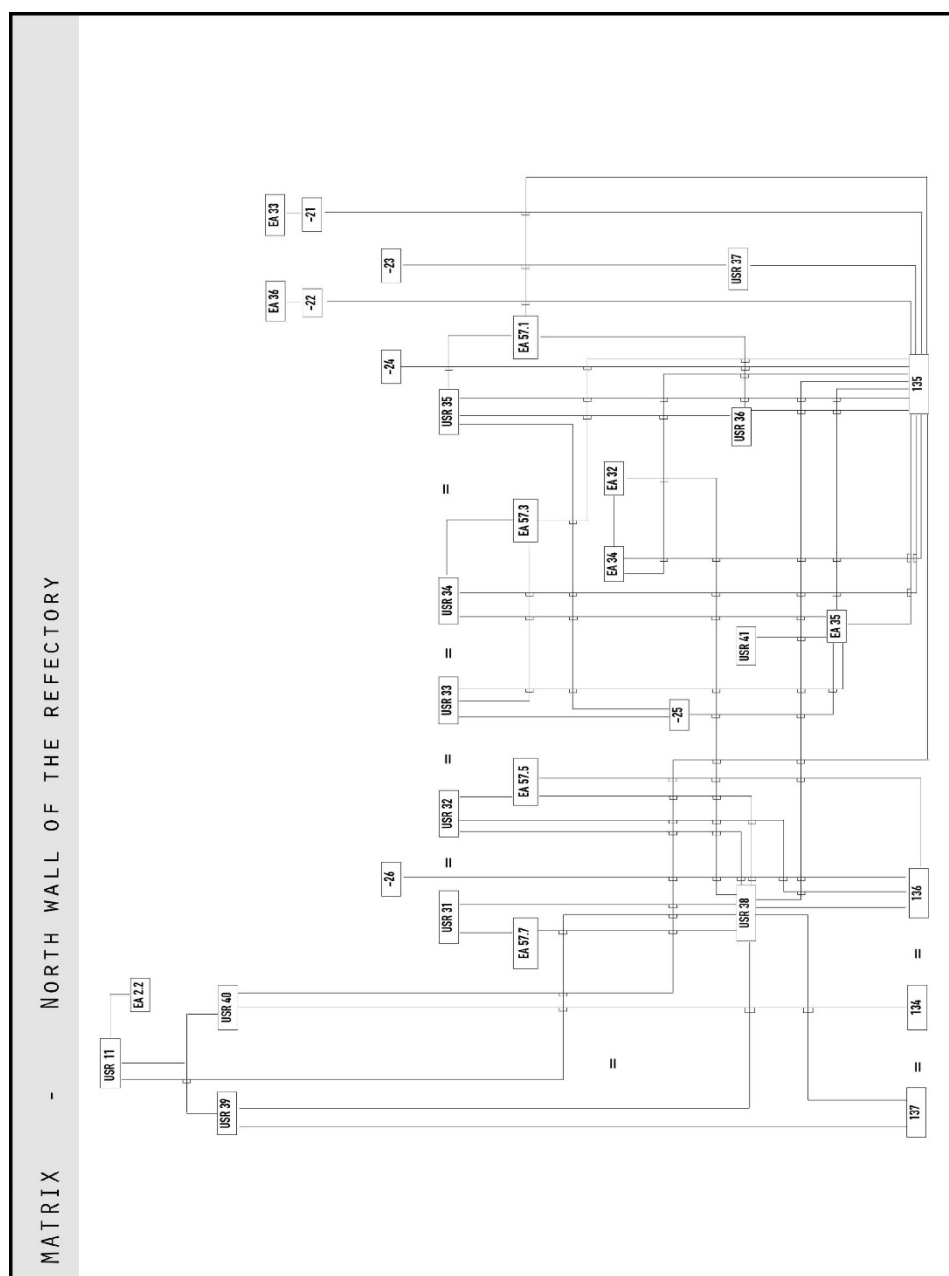 MATRIX - NORTH WALL OF THE REFECTORY
USR 11
EA 2.2
USR 39
USR 40
EA 36
EA 33
-22
-21
-26
-24
-23
USR 31
=
USR 32
=
USR 33
=
USR 34
=
USR 35
EA 57.7
EA 57.5
EA 57.3
EA 57.1
=
EA 34
EA 32
-25
USR 38
USR 41
USR 36
USR 37
EA 35
137
=
134
=
136
135